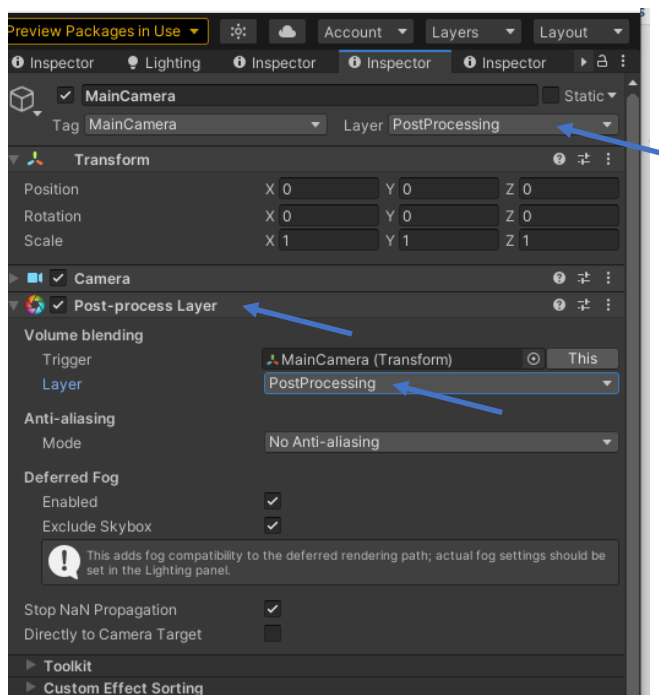 Preview Packages in Use Account Layers Layout
Inspector Lighting Inspector Inspector Inspector
MainCamera Static
Tag MainCamera Layer PostProcessing
Transform
Position X 0 Y 0 Z 0
Rotation X 0 Y 0 Z 0
Scale X 1 Y 1 Z 1
Camera
Post-process Layer
Volume blending
Trigger MainCamera (Transform) This
Layer PostProcessing
Anti-aliasing
Mode No Anti-aliasing
Deferred Fog
Enabled
Exclude Skybox
This adds fog compatibility to the deferred rendering path; actual fog settings should be
set in the Lighting panel.
Stop NaN Propagation
Directly to Camera Target
Toolkit
Custom Effect Sorting